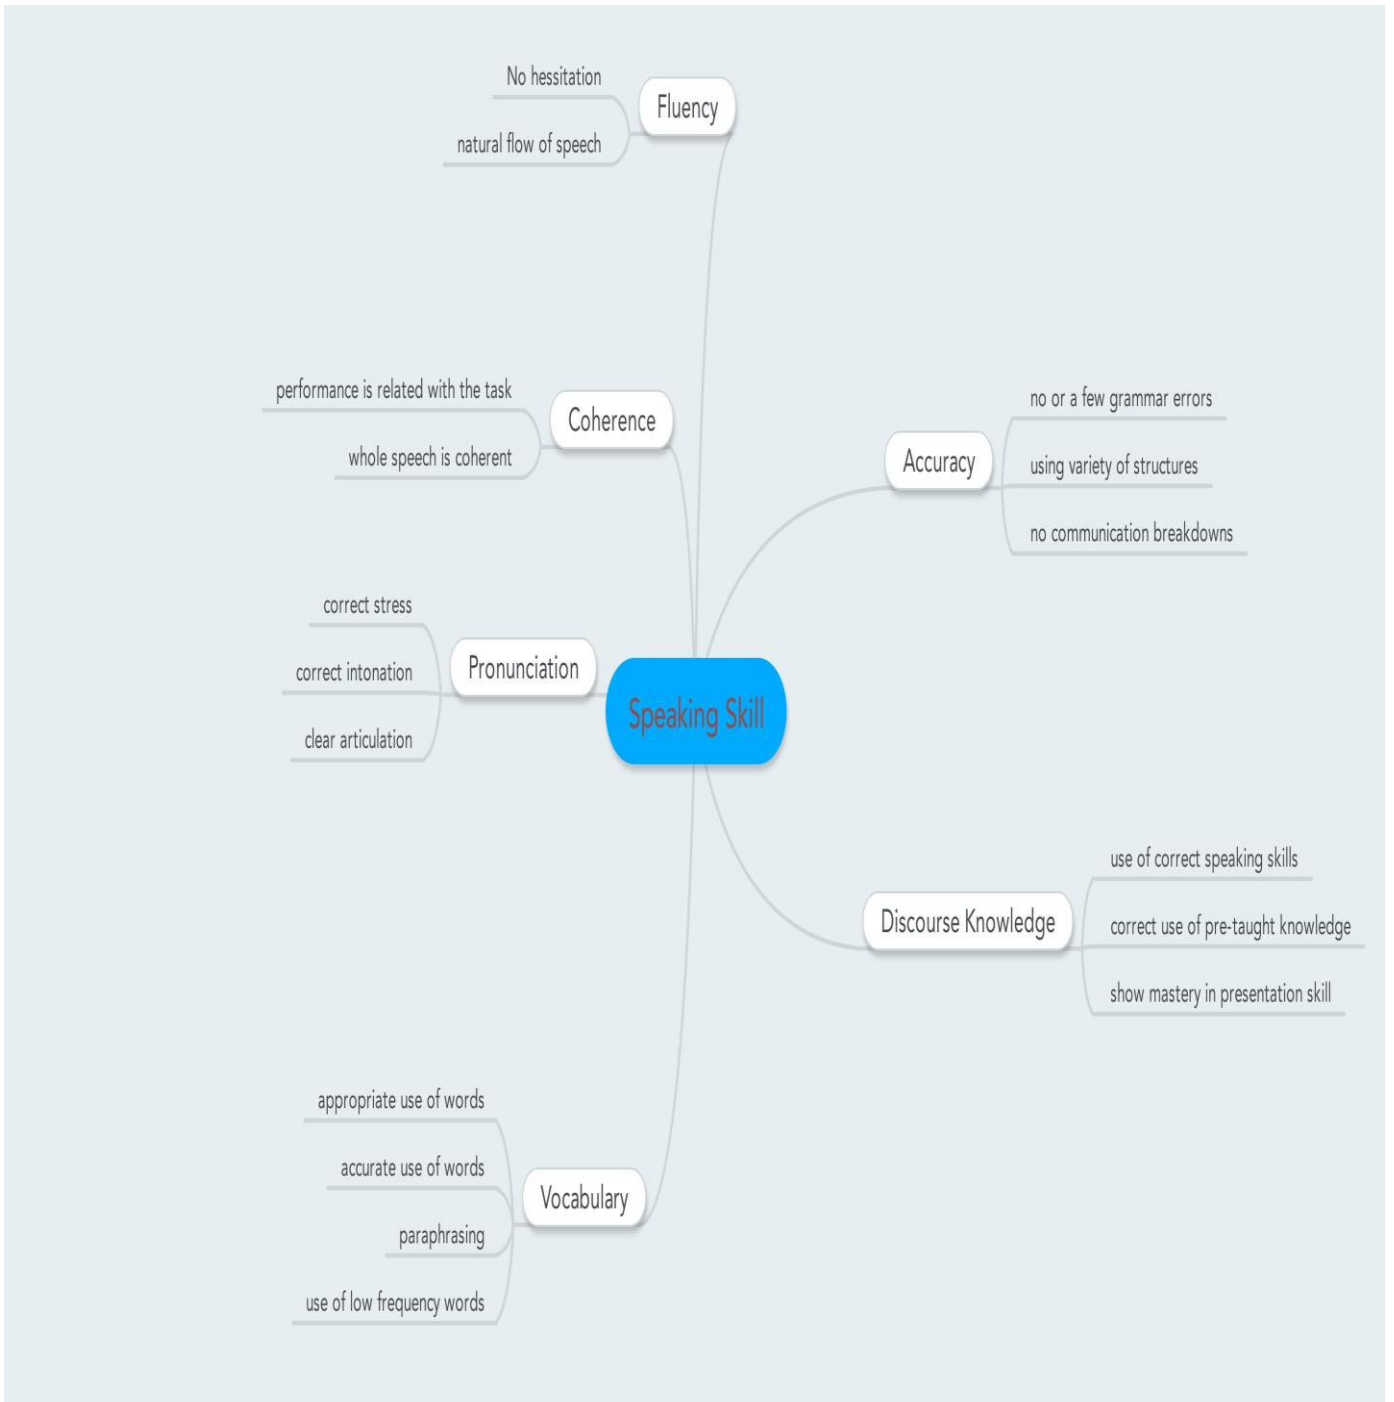 Fluency
No hessitation
natural flow of speech
Coherence
performance is related with the task
whole speech is coherent
Pronunciation
correct stress
correct intonation
clear articulation
Vocabulary
appropriate use of words
accurate use of words
paraphrasing
use of low frequency words
Speaking Skill
Accuracy
no or a few grammar errors
using variety of structures
no communication breakdowns
Discourse Knowledge
use of correct speaking skills
correct use of pre-taught knowledge
show mastery in presentation skill